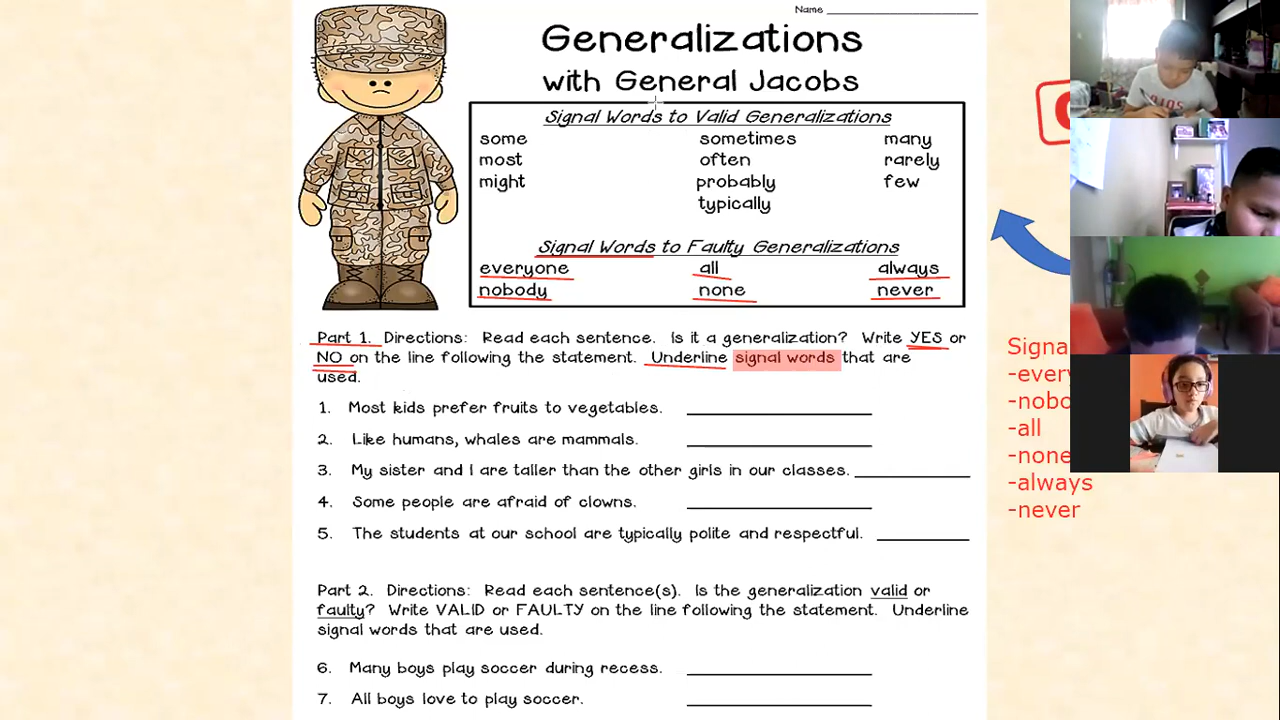 Name
Generalizations
with General Jacobs
Signal Words to Valid Generalizations
some sometimes many
most often rarely
might probably few
typically
Signal Words to Faulty Generalizations
everyone all always
nobody none never
Part 1. Directions: Read each sentence. Is it a generalization? Write YES or
NO on the line following the statement. Underline signal words that are
used.
1. Most kids prefer fruits to vegetables.
2. Like humans, whales are mammals.
3. My sister and I are taller than the other girls in our classes.
4. Some people are afraid of clowns.
5. The students at our school are typically polite and respectful.
Part 2. Directions: Read each sentence(s). Is the generalization valid or
faulty? Write VALID or FAULTY on the line following the statement. Underline
signal words that are used.
6. Many boys play soccer during recess.
7. All boys love to play soccer.
-all
-none
-always
-never